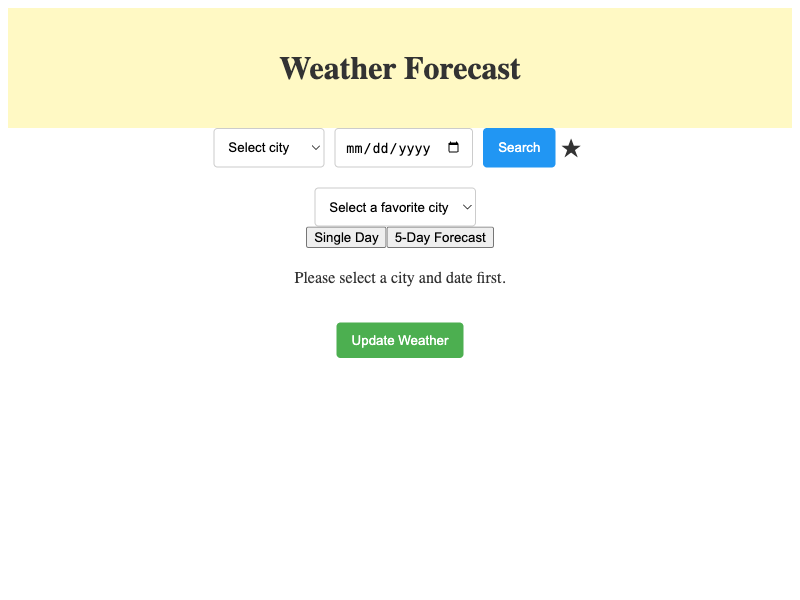 Weather Forecast
Select city mm/dd/yyyy Search ★
Select a favorite city
Single Day 5-Day Forecast
Please select a city and date first.
Update Weather